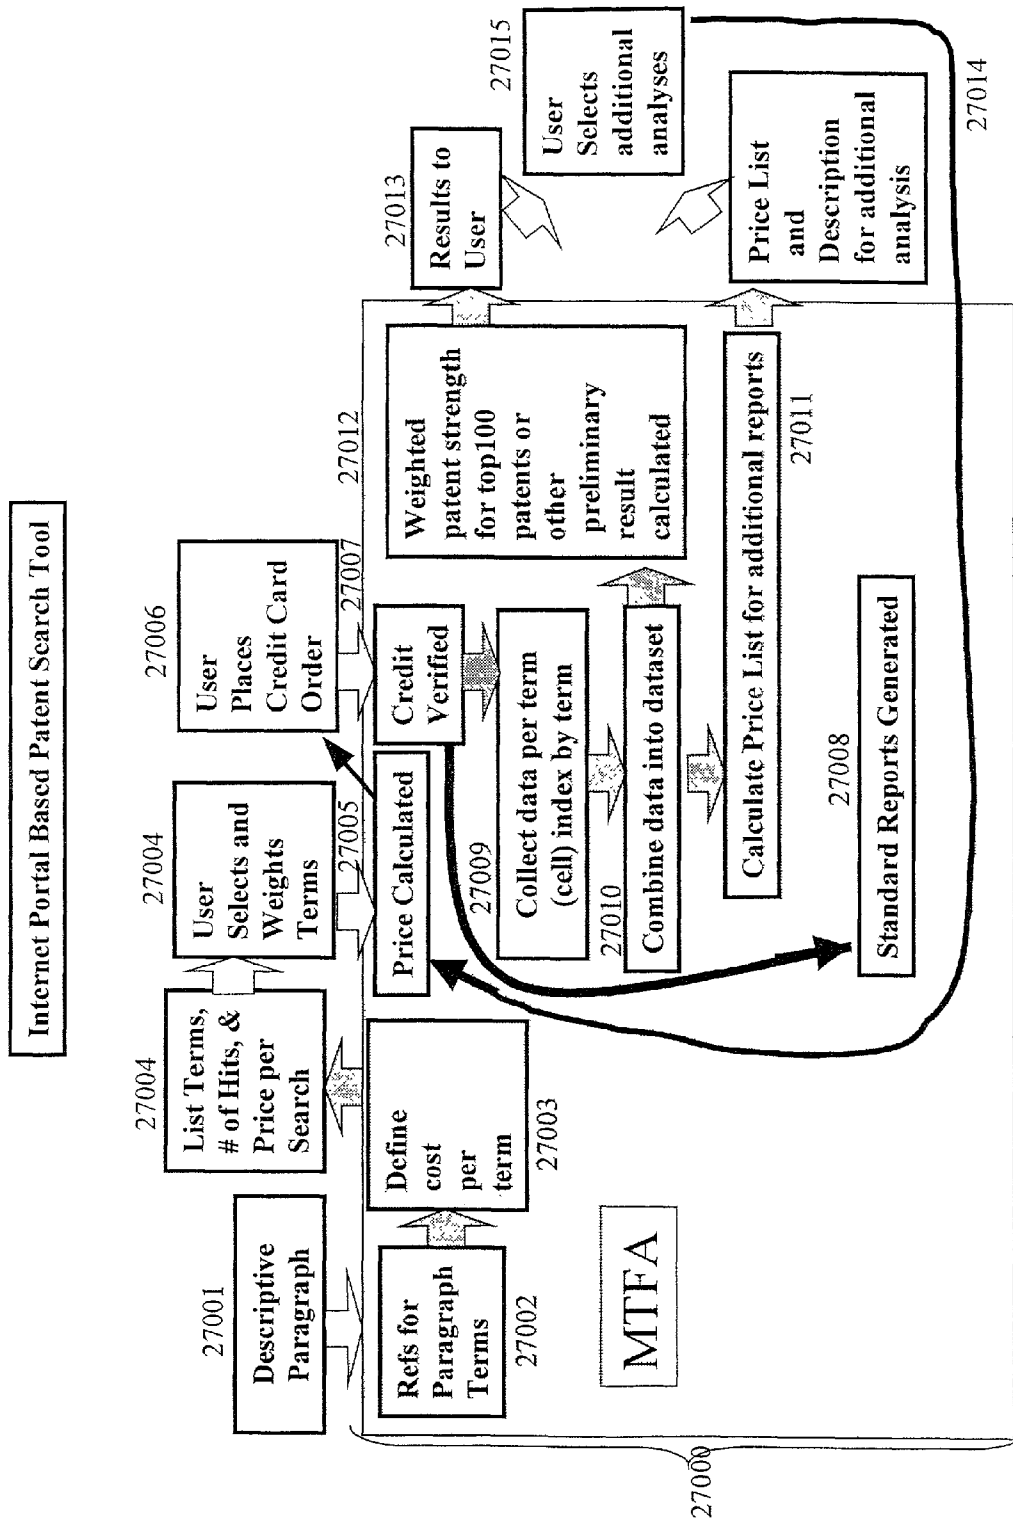 Internet Portal Based Patent Search Tool
27001
Descriptive
Paragraph
27004
List Terms,
# of Hits, &
Price per
Search
27004
User
Selects and
Weights
Terms
27005
27006
User
Places
Credit Card
Order
27007
Refs for
Paragraph
Terms
27002
Define
cost
per
term
27003
Price Calculated
Credit
Verified
27009
Collect data per term
(cell) index by term
27010
Combine data into dataset
27012
Weighted
patent strength
for top100
patents or
other
preliminary
result
calculated
27013
Results to
User
27015
User
Selects
additional
analyses
Calculate Price List for additional reports
27011
Price List
and
Description
for additional
analysis
27014
27008
Standard Reports Generated
MTFA
27000